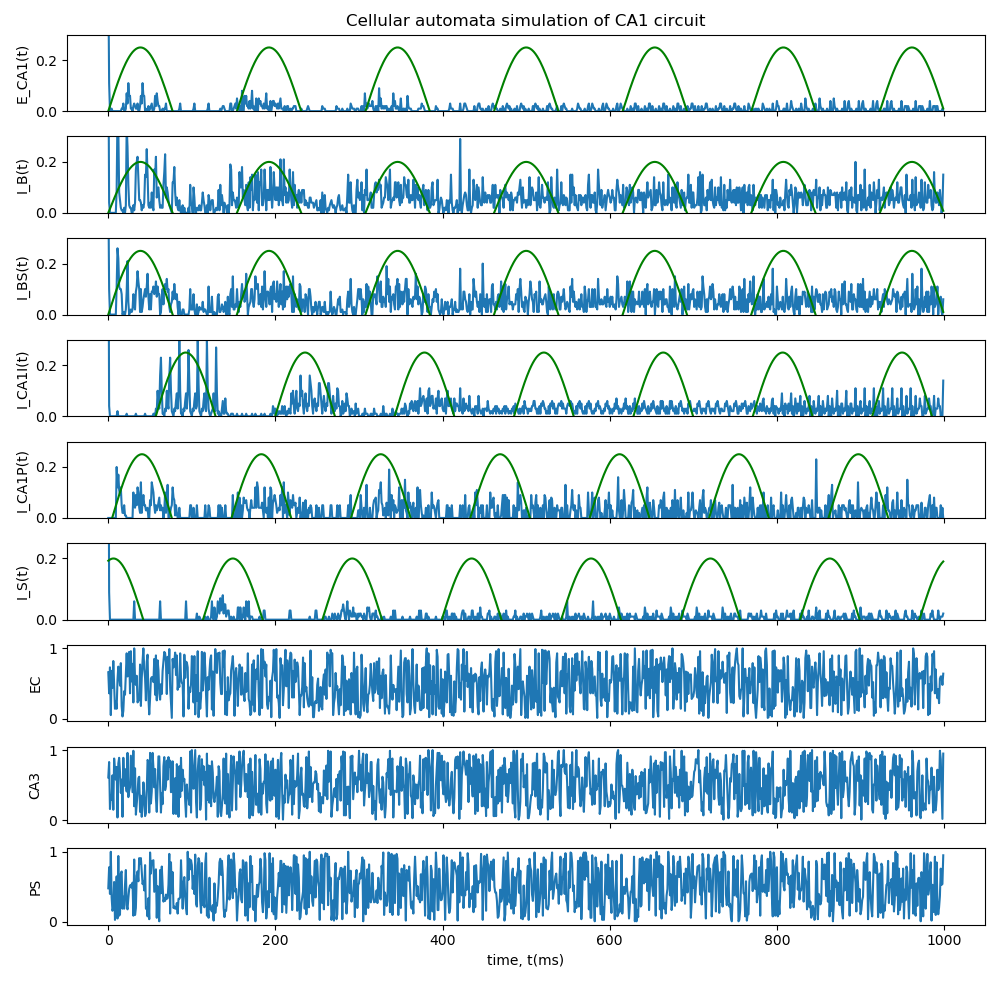 Cellular automata simulation of CA1 circuit
E_CA1(t)
0.2
0.0
I_B(t)
0.2
0.0
I_BS(t)
0.2
0.0
I_CA1I(t)
0.2
0.0
I_CA1P(t)
0.2
0.0
I_S(t)
0.2
0.0
EC
1
0
CA3
1
0
PS
1
0
0 200 400 600 800 1000
time, t(ms)